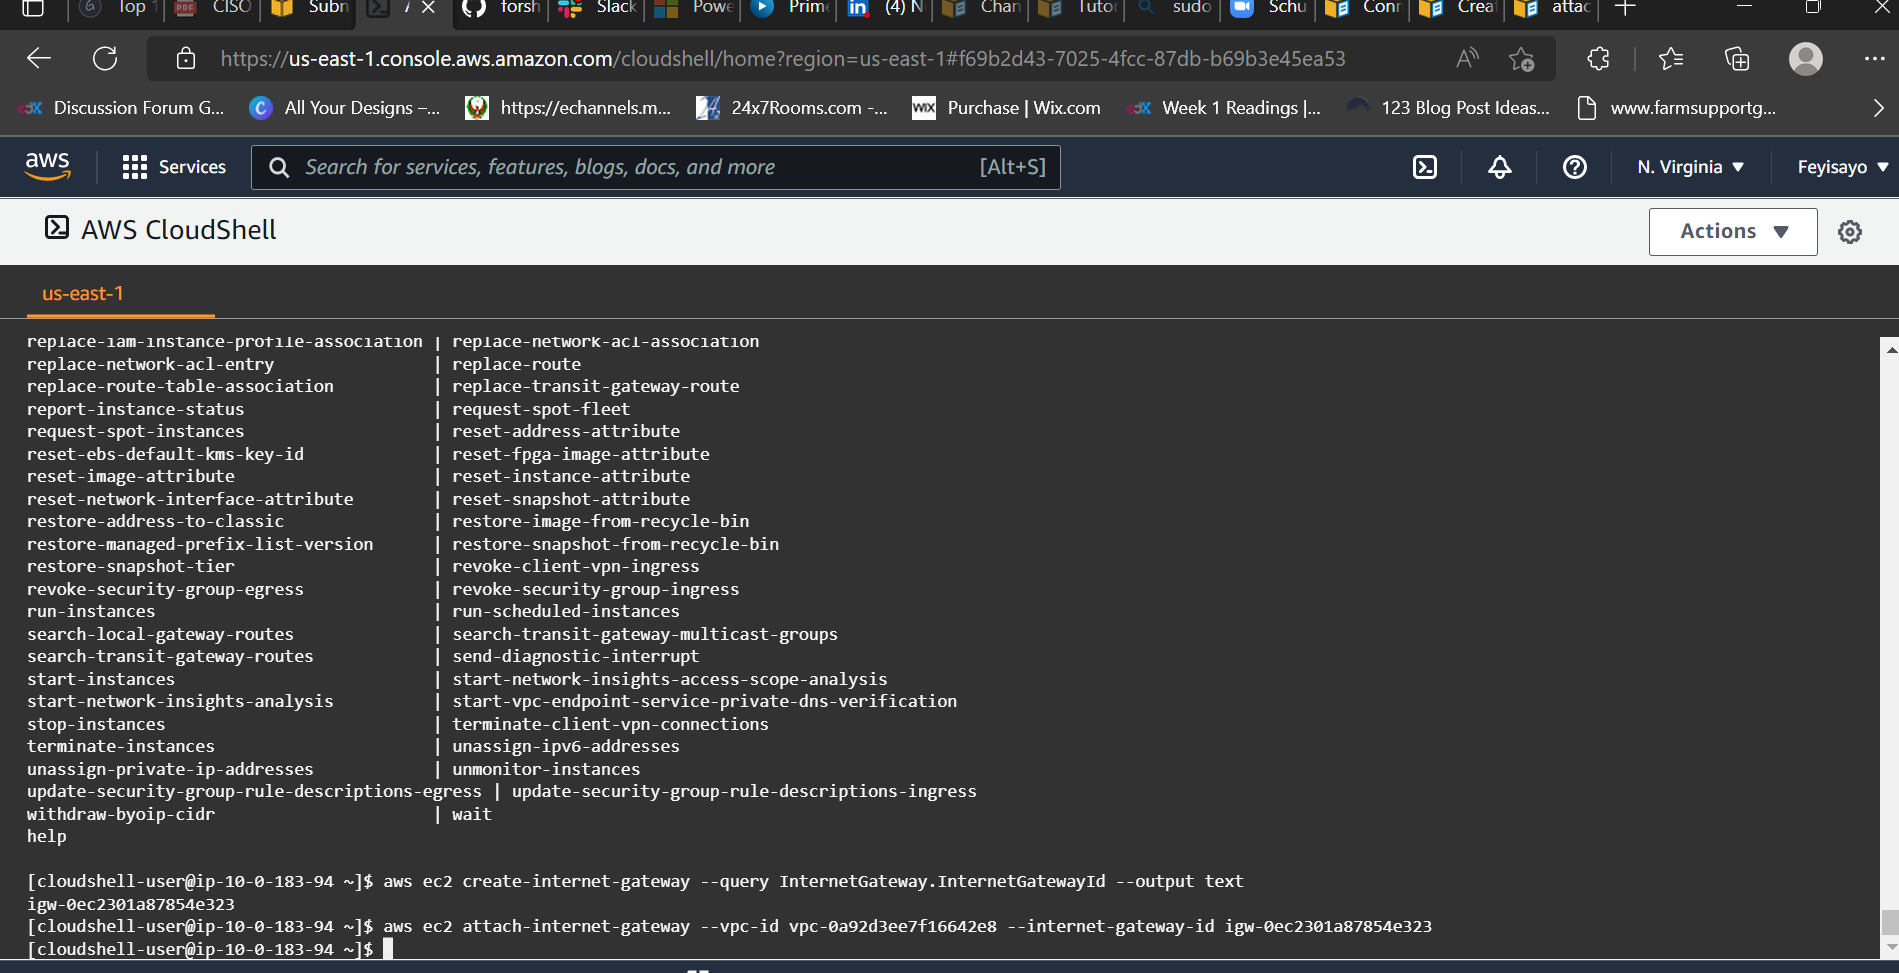 Top
CISO
Subn
forsh
Slack
Powe
Prime
(4) N
Chan
Tutor
sudo
Schu
Conn
Creat
attac
https://us-east-1.console.aws.amazon.com/cloudshell/home?region=us-east-1#f69b2d43-7025-4fcc-87db-b69b3e45ea53
Discussion Forum G...
All Your Designs –...
https://echannels.m...
24x7Rooms.com -...
WIX
Purchase | Wix.com
Week 1 Readings |...
123 Blog Post Ideas...
www.farmsupportg...
aws
Services
Search for services, features, blogs, docs, and more
[Alt+S]
N. Virginia
Feyisayo
AWS CloudShell
Actions
us-east-1
replace-iam-instance-profile-association | replace-network-acl-association
replace-network-acl-entry | replace-route
replace-route-table-association | replace-transit-gateway-route
report-instance-status | request-spot-fleet
request-spot-instances | reset-address-attribute
reset-ebs-default-kms-key-id | reset-fpga-image-attribute
reset-image-attribute | reset-instance-attribute
reset-network-interface-attribute | reset-snapshot-attribute
restore-address-to-classic | restore-image-from-recycle-bin
restore-managed-prefix-list-version | restore-snapshot-from-recycle-bin
restore-snapshot-tier | revoke-client-vpn-ingress
revoke-security-group-egress | revoke-security-group-ingress
run-instances | run-scheduled-instances
search-local-gateway-routes | search-transit-gateway-multicast-groups
search-transit-gateway-routes | send-diagnostic-interrupt
start-instances | start-network-insights-access-scope-analysis
start-network-insights-analysis | start-vpc-endpoint-service-private-dns-verification
stop-instances | terminate-client-vpn-connections
terminate-instances | unassign-ipv6-addresses
unassign-private-ip-addresses | unmonitor-instances
update-security-group-rule-descriptions-egress | update-security-group-rule-descriptions-ingress
withdraw-byoip-cidr | wait
help
[cloudshell-user@ip-10-0-183-94 ~]$ aws ec2 create-internet-gateway --query InternetGateway.InternetGatewayId --output text
igw-0ec2301a87854e323
[cloudshell-user@ip-10-0-183-94 ~]$ aws ec2 attach-internet-gateway --vpc-id vpc-0a92d3ee7f16642e8 --internet-gateway-id igw-0ec2301a87854e323
[cloudshell-user@ip-10-0-183-94 ~]$